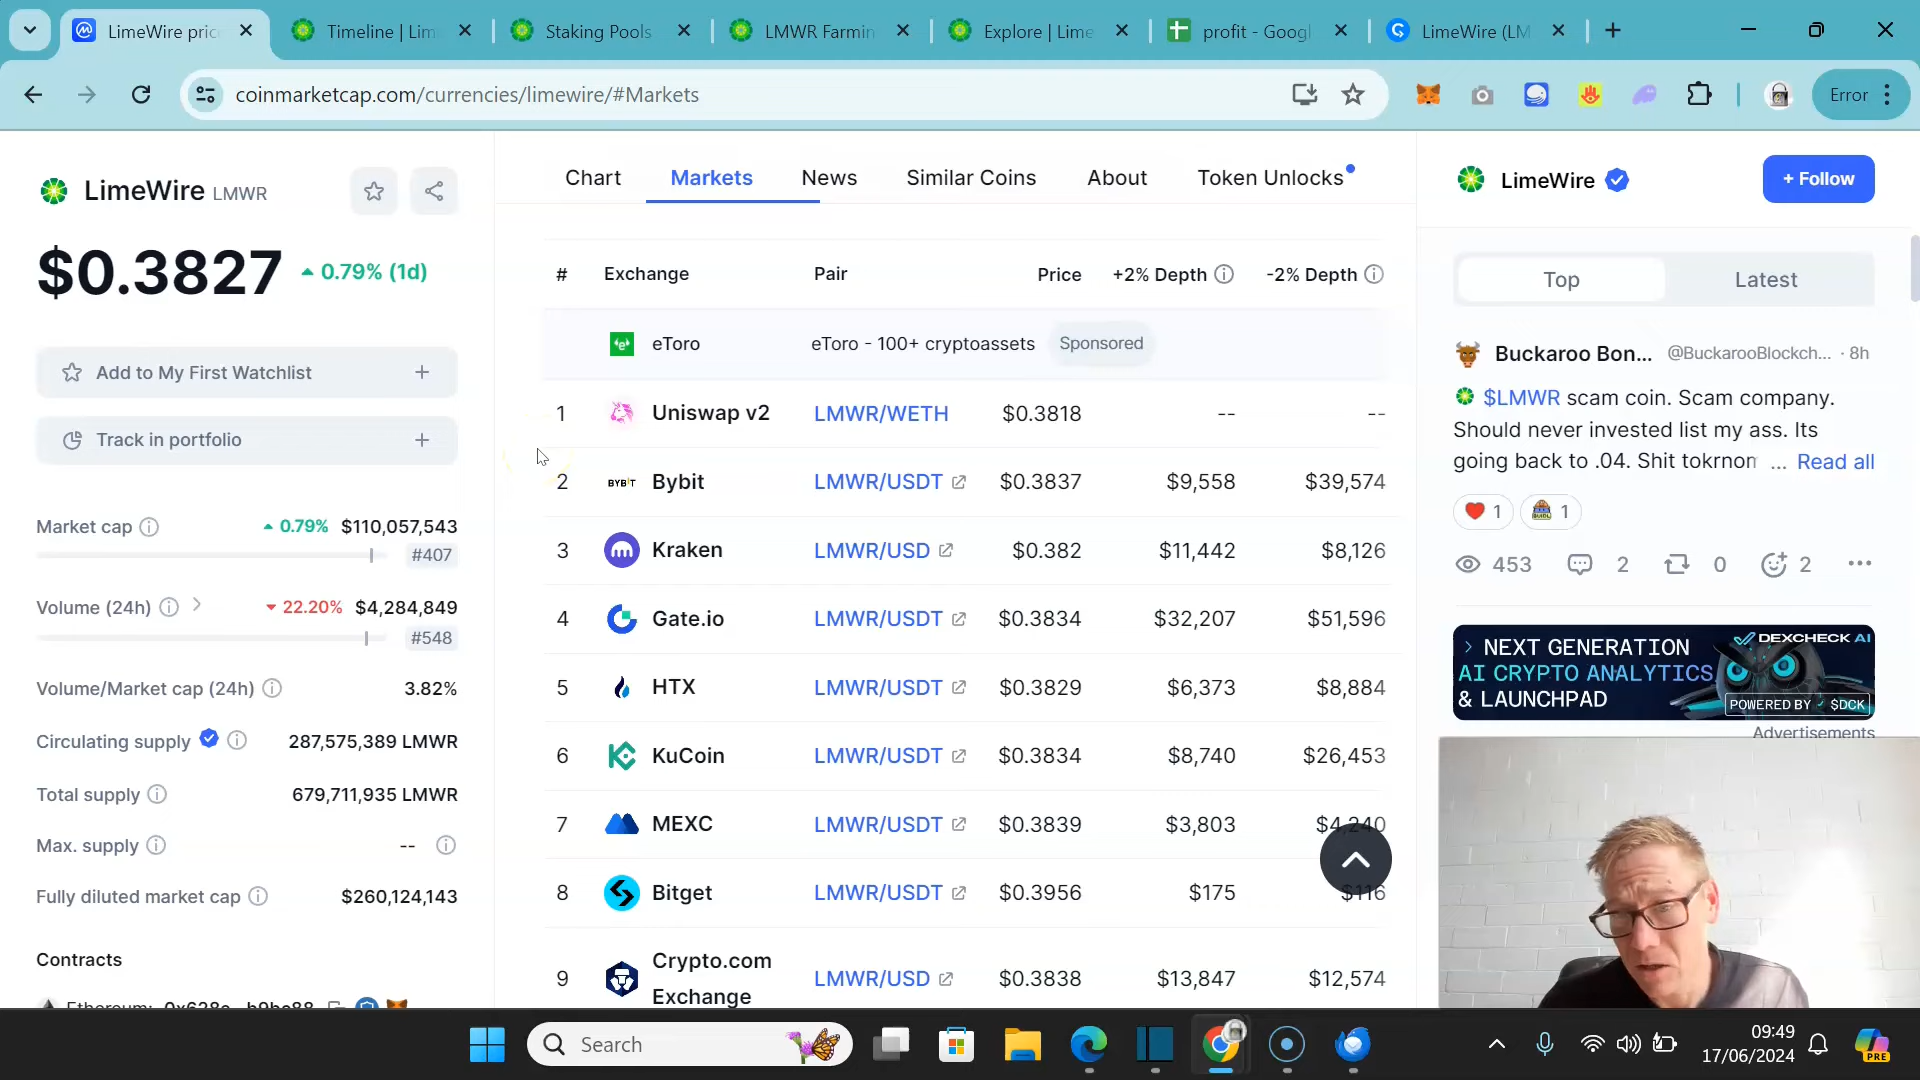 LimeWire pric
Timeline | Lim
Staking Pools
LMWR Farmin
Explore | Lime
profit - Googl
LimeWire (LM
coinmarketcap.com/currencies/limewire/#Markets
Error
LimeWire LMWR
$0.3827 0.79% (1d)
Add to My First Watchlist +
Track in portfolio +
Market cap 0.79% $110,057,543
#407
Volume (24h) 22.20% $4,284,849
#548
Volume/Market cap (24h) 3.82%
Circulating supply 287,575,389 LMWR
Total supply 679,711,935 LMWR
Max. supply --
Fully diluted market cap $260,124,143
Contracts
Chart Markets News Similar Coins About Token Unlocks
# Exchange Pair Price +2% Depth -2% Depth
eToro eToro - 100+ cryptoassets Sponsored
1 Uniswap v2 LMWR/WETH $0.3818 -- --
2 BYBIT Bybit LMWR/USDT $0.3837 $9,558 $39,574
3 Kraken LMWR/USD $0.382 $11,442 $8,126
4 Gate.io LMWR/USDT $0.3834 $32,207 $51,596
5 HTX LMWR/USDT $0.3829 $6,373 $8,884
6 KuCoin LMWR/USDT $0.3834 $8,740 $26,453
7 MEXC LMWR/USDT $0.3839 $3,803 $4,240
8 Bitget LMWR/USDT $0.3956 $175 $116
9 Crypto.com Exchange LMWR/USD $0.3838 $13,847 $12,574
LimeWire
+ Follow
Top Latest
Buckaroo Bon... @BuckarooBlockch... · 8h
$LMWR scam coin. Scam company.
Should never invested list my ass. Its
going back to .04. Shit tokrnom ... Read all
1 1
453 2 0 2
NEXT GENERATION
AI CRYPTO ANALYTICS
& LAUNCHPAD
DEXCHECK AI
POWERED BY $DCK
Advertisements
Search
09:49
17/06/2024
PRE